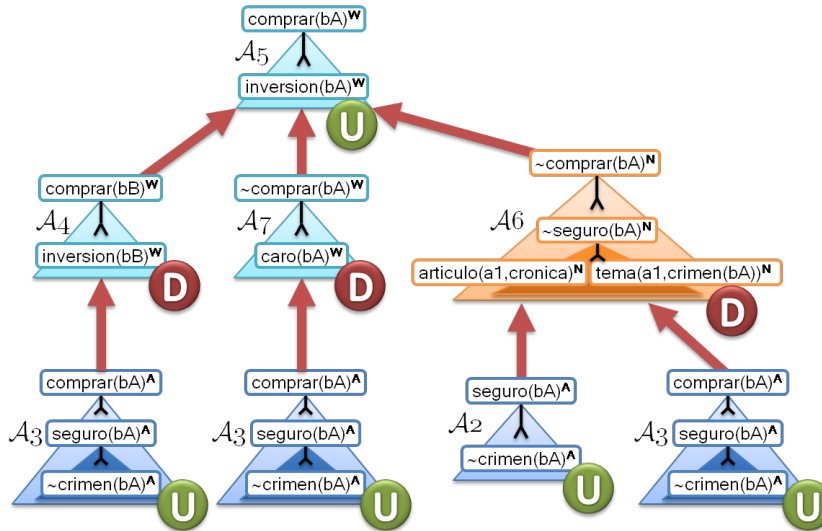 comprar(bA)ᵂ
𝒜5
inversion(bA)ᵂ
U
comprar(bB)ᵂ
𝒜4
inversion(bB)ᵂ
D
~comprar(bA)ᵂ
𝒜7
caro(bA)ᵂ
D
~comprar(bA)ᴺ
𝒜6
~seguro(bA)ᴺ
articulo(a1,cronica)ᴺ
tema(a1,crimen(bA))ᴺ
D
comprar(bA)ᴬ
𝒜3
seguro(bA)ᴬ
~crimen(bA)ᴬ
U
comprar(bA)ᴬ
𝒜3
seguro(bA)ᴬ
~crimen(bA)ᴬ
U
seguro(bA)ᴬ
𝒜2
~crimen(bA)ᴬ
U
comprar(bA)ᴬ
𝒜3
seguro(bA)ᴬ
~crimen(bA)ᴬ
U